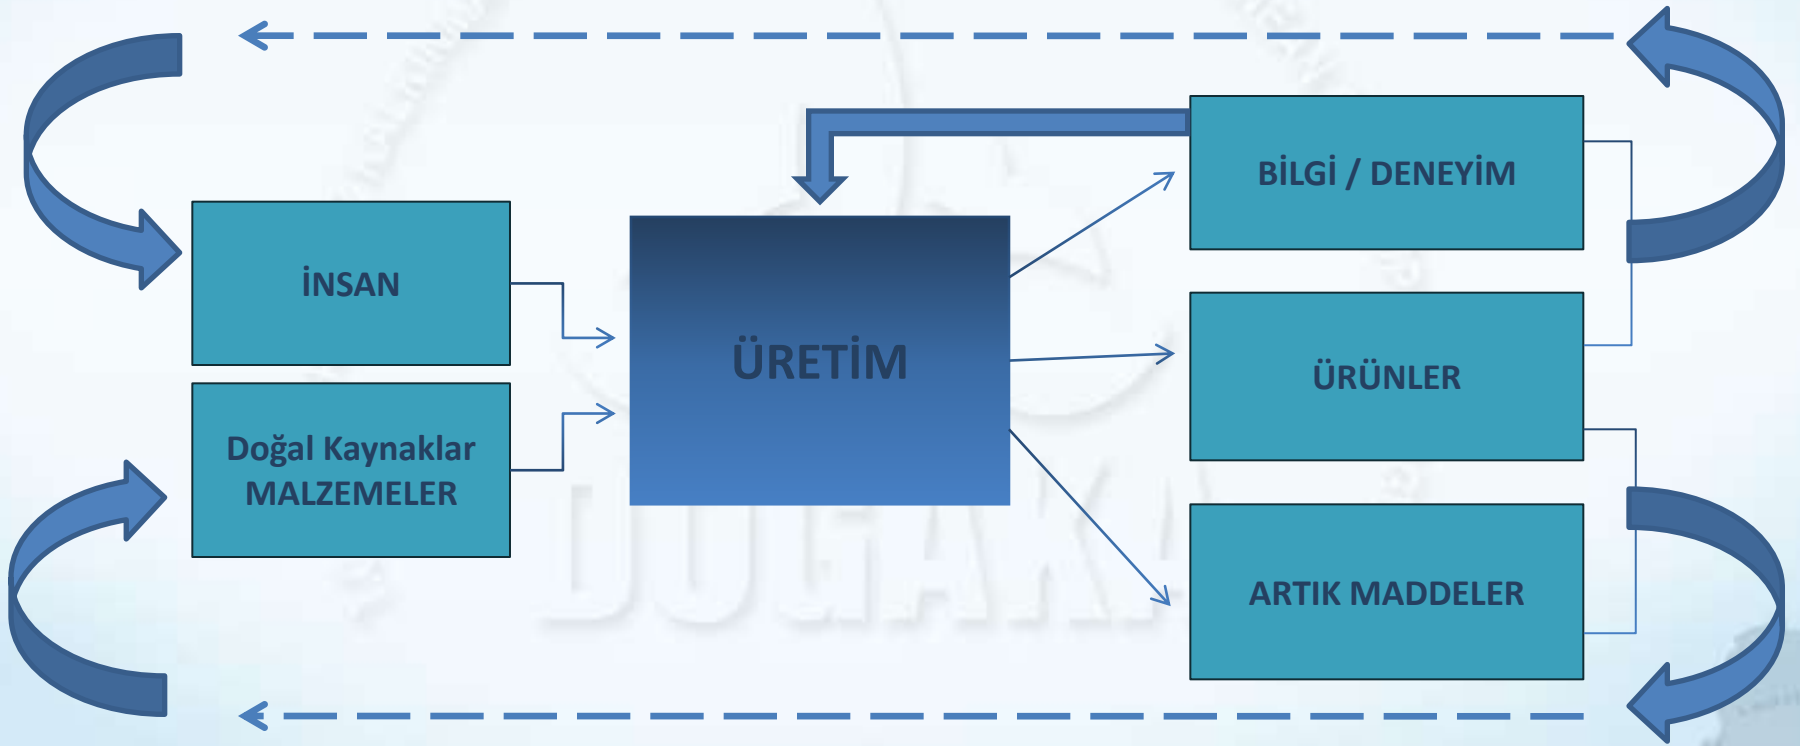 BİLGİ / DENEYİM
İNSAN
ÜRETİM
ÜRÜNLER
Doğal Kaynaklar
MALZEMELER
ARTIK MADDELER